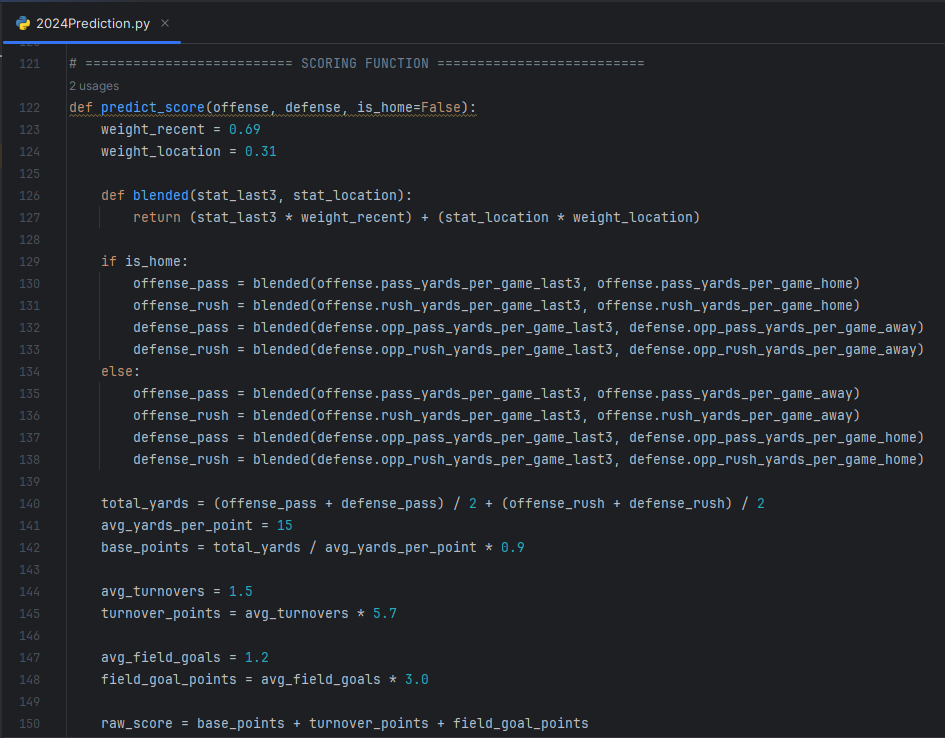 2024Prediction.py ×
121 # ========================== SCORING FUNCTION ==========================
2 usages
122 def predict_score(offense, defense, is_home=False):
123     weight_recent = 0.69
124     weight_location = 0.31
125
126     def blended(stat_last3, stat_location):
127         return (stat_last3 * weight_recent) + (stat_location * weight_location)
128
129     if is_home:
130         offense_pass = blended(offense.pass_yards_per_game_last3, offense.pass_yards_per_game_home)
131         offense_rush = blended(offense.rush_yards_per_game_last3, offense.rush_yards_per_game_home)
132         defense_pass = blended(defense.opp_pass_yards_per_game_last3, defense.opp_pass_yards_per_game_away)
133         defense_rush = blended(defense.opp_rush_yards_per_game_last3, defense.opp_rush_yards_per_game_away)
134     else:
135         offense_pass = blended(offense.pass_yards_per_game_last3, offense.pass_yards_per_game_away)
136         offense_rush = blended(offense.rush_yards_per_game_last3, offense.rush_yards_per_game_away)
137         defense_pass = blended(defense.opp_pass_yards_per_game_last3, defense.opp_pass_yards_per_game_home)
138         defense_rush = blended(defense.opp_rush_yards_per_game_last3, defense.opp_rush_yards_per_game_home)
139
140     total_yards = (offense_pass + defense_pass) / 2 + (offense_rush + defense_rush) / 2
141     avg_yards_per_point = 15
142     base_points = total_yards / avg_yards_per_point * 0.9
143
144     avg_turnovers = 1.5
145     turnover_points = avg_turnovers * 5.7
146
147     avg_field_goals = 1.2
148     field_goal_points = avg_field_goals * 3.0
149
150     raw_score = base_points + turnover_points + field_goal_points